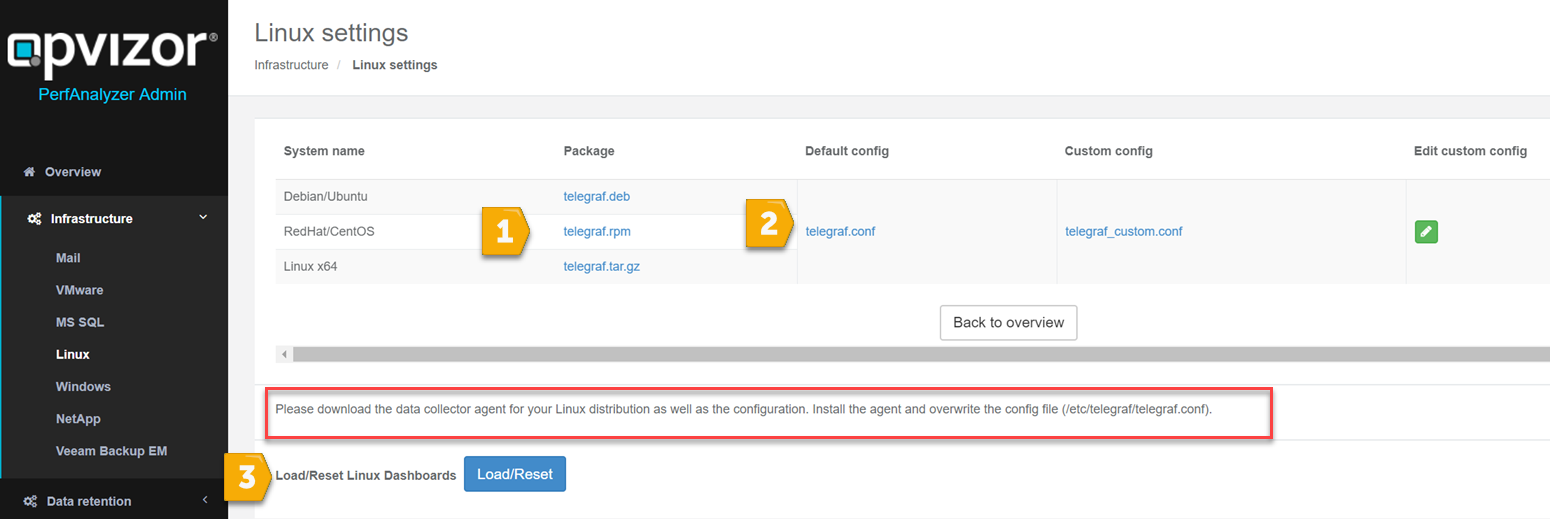 opvizor®
PerfAnalyzer Admin
Overview
Infrastructure
Mail
VMware
MS SQL
Linux
Windows
NetApp
Veeam Backup EM
Data retention
Linux settings
Infrastructure / Linux settings
System name Package Default config Custom config Edit custom config
Debian/Ubuntu telegraf.deb
1 2
RedHat/CentOS telegraf.rpm telegraf.conf telegraf_custom.conf
Linux x64 telegraf.tar.gz
Back to overview
Please download the data collector agent for your Linux distribution as well as the configuration. Install the agent and overwrite the config file (/etc/telegraf/telegraf.conf).
3 Load/Reset Linux Dashboards Load/Reset